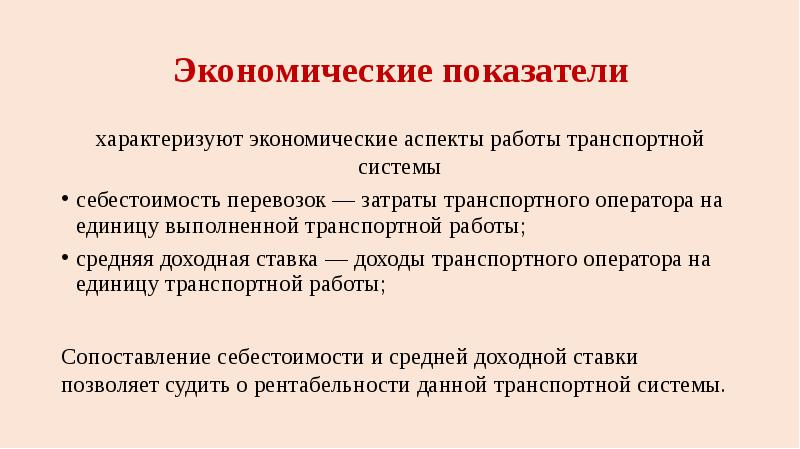 Экономические показатели
характеризуют экономические аспекты работы транспортной
системы
• себестоимость перевозок — затраты транспортного оператора на
единицу выполненной транспортной работы;
• средняя доходная ставка — доходы транспортного оператора на
единицу транспортной работы;
Сопоставление себестоимости и средней доходной ставки
позволяет судить о рентабельности данной транспортной системы.